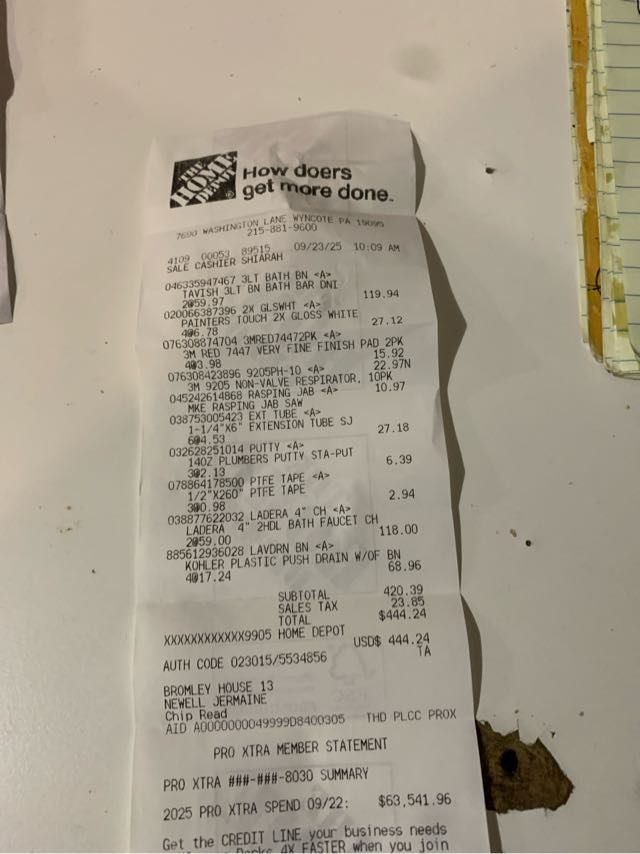 THE HOME DEPOT
How doers
get more done.
7690 WASHINGTON LANE WYNCOTE PA 19095
215-881-9600
4109 00053 89515 09/23/25 10:09 AM
SALE CASHIER SHIARAH
046335947467 3LT BATH BN <A>
TAVISH 3LT BN BATH BAR DNI
2@59.97 119.94
020066387396 2X GLSWHT <A>
PAINTERS TOUCH 2X GLOSS WHITE
4@6.78 27.12
076308874704 3MRED74472PK <A>
3M RED 7447 VERY FINE FINISH PAD 2PK
4@3.98 15.92
076308423896 9205PH-10 <A> 22.97N
3M 9205 NON-VALVE RESPIRATOR, 10PK
045242614868 RASPING JAB <A> 10.97
MKE RASPING JAB SAW
038753005423 EXT TUBE <A>
1-1/4"X6" EXTENSION TUBE SJ
6@4.53 27.18
032628251014 PUTTY <A>
14OZ PLUMBERS PUTTY STA-PUT
3@2.13 6.39
078864178500 PTFE TAPE <A>
1/2"X260" PTFE TAPE
3@0.98 2.94
038877622032 LADERA 4" CH <A>
LADERA 4" 2HDL BATH FAUCET CH
2@59.00 118.00
885612936028 LAVDRN BN <A>
KOHLER PLASTIC PUSH DRAIN W/OF BN
4@17.24 68.96
SUBTOTAL 420.39
SALES TAX 23.85
TOTAL $444.24
XXXXXXXXXXXX9905 HOME DEPOT
USD$ 444.24
AUTH CODE 023015/5534856 TA
BROMLEY HOUSE 13
NEWELL JERMAINE
Chip Read
AID A0000000049999D8400305 THD PLCC PROX
PRO XTRA MEMBER STATEMENT
PRO XTRA ###-###-8030 SUMMARY
2025 PRO XTRA SPEND 09/22: $63,541.96
Get the CREDIT LINE your business needs
4X FASTER when you join